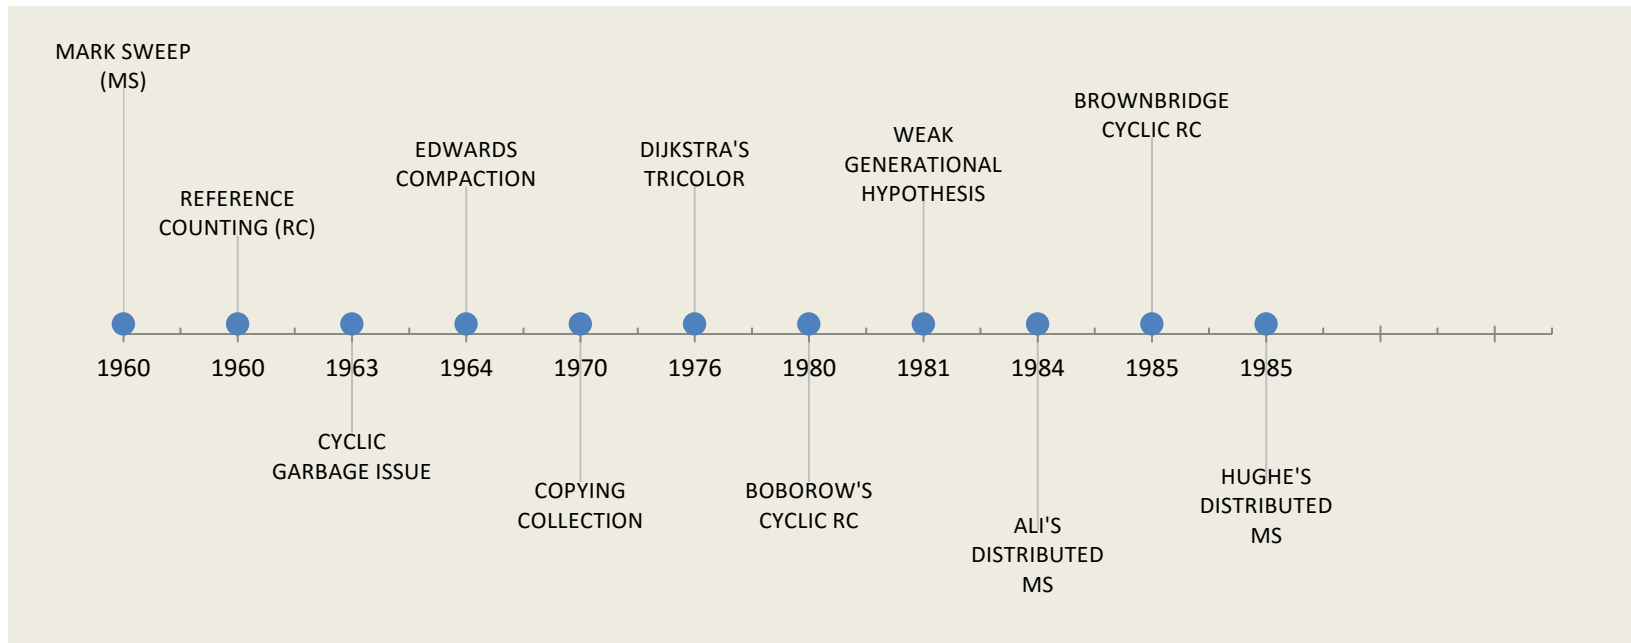 MARK SWEEP
(MS)
REFERENCE
COUNTING (RC)
CYCLIC
GARBAGE ISSUE
EDWARDS
COMPACTION
COPYING
COLLECTION
DIJKSTRA'S
TRICOLOR
BOBOROW'S
CYCLIC RC
WEAK
GENERATIONAL
HYPOTHESIS
ALI'S
DISTRIBUTED
MS
BROWNBRIDGE
CYCLIC RC
HUGHE'S
DISTRIBUTED
MS
1960 1960 1963 1964 1970 1976 1980 1981 1984 1985 1985